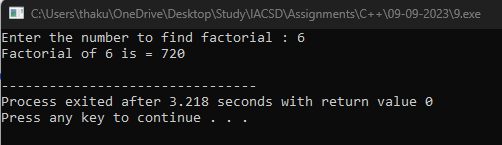 C:\Users\thaku\OneDrive\Desktop\Study\IACSD\Assignments\C++\09-09-2023\9.exe
Enter the number to find factorial : 6
Factorial of 6 is = 720
--------------------------------
Process exited after 3.218 seconds with return value 0
Press any key to continue . . .